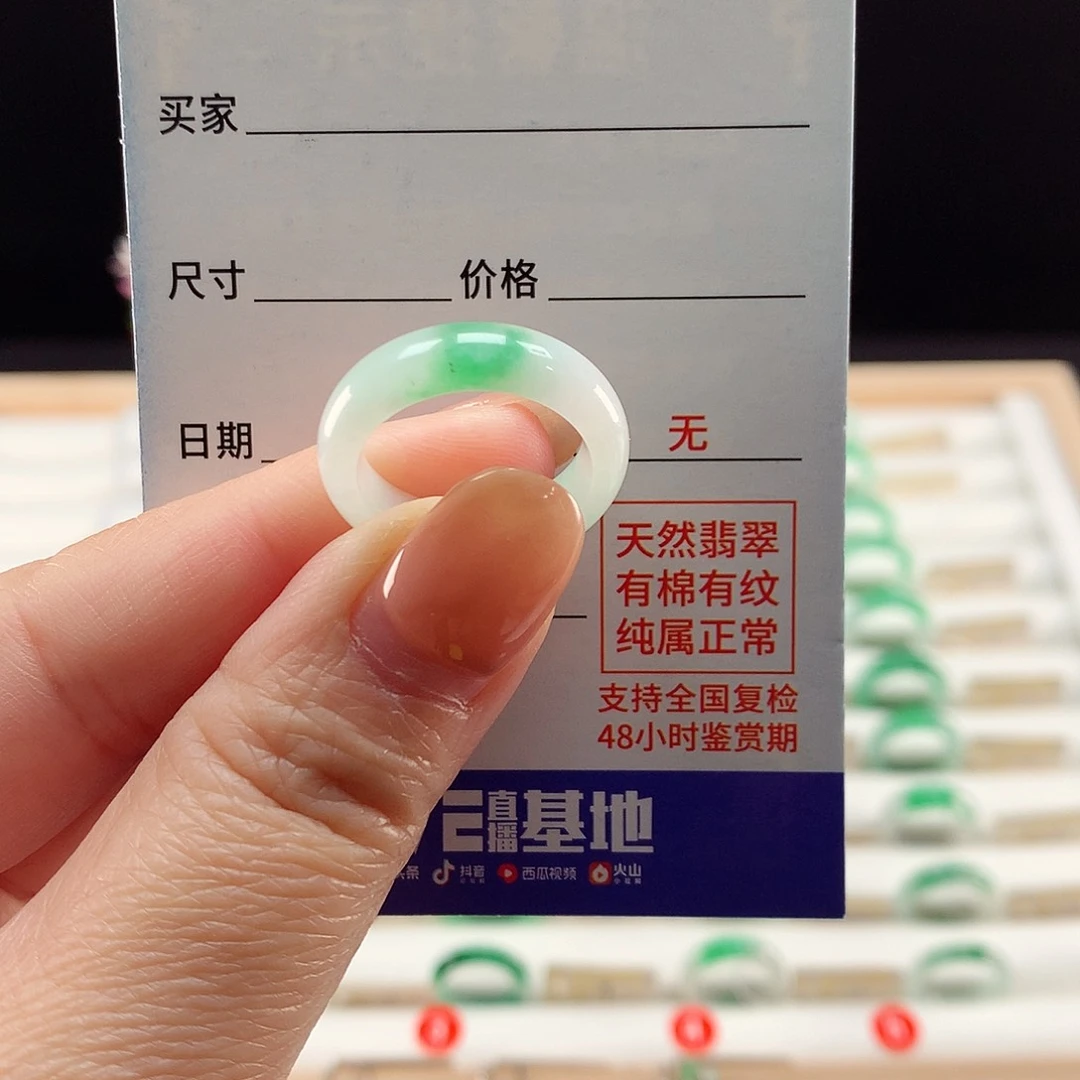 买家
尺寸 价格
日期 无
天然翡翠
有棉有纹
纯属正常
支持全国复检
48小时鉴赏期
直播基地
抖音 西瓜视频 火山